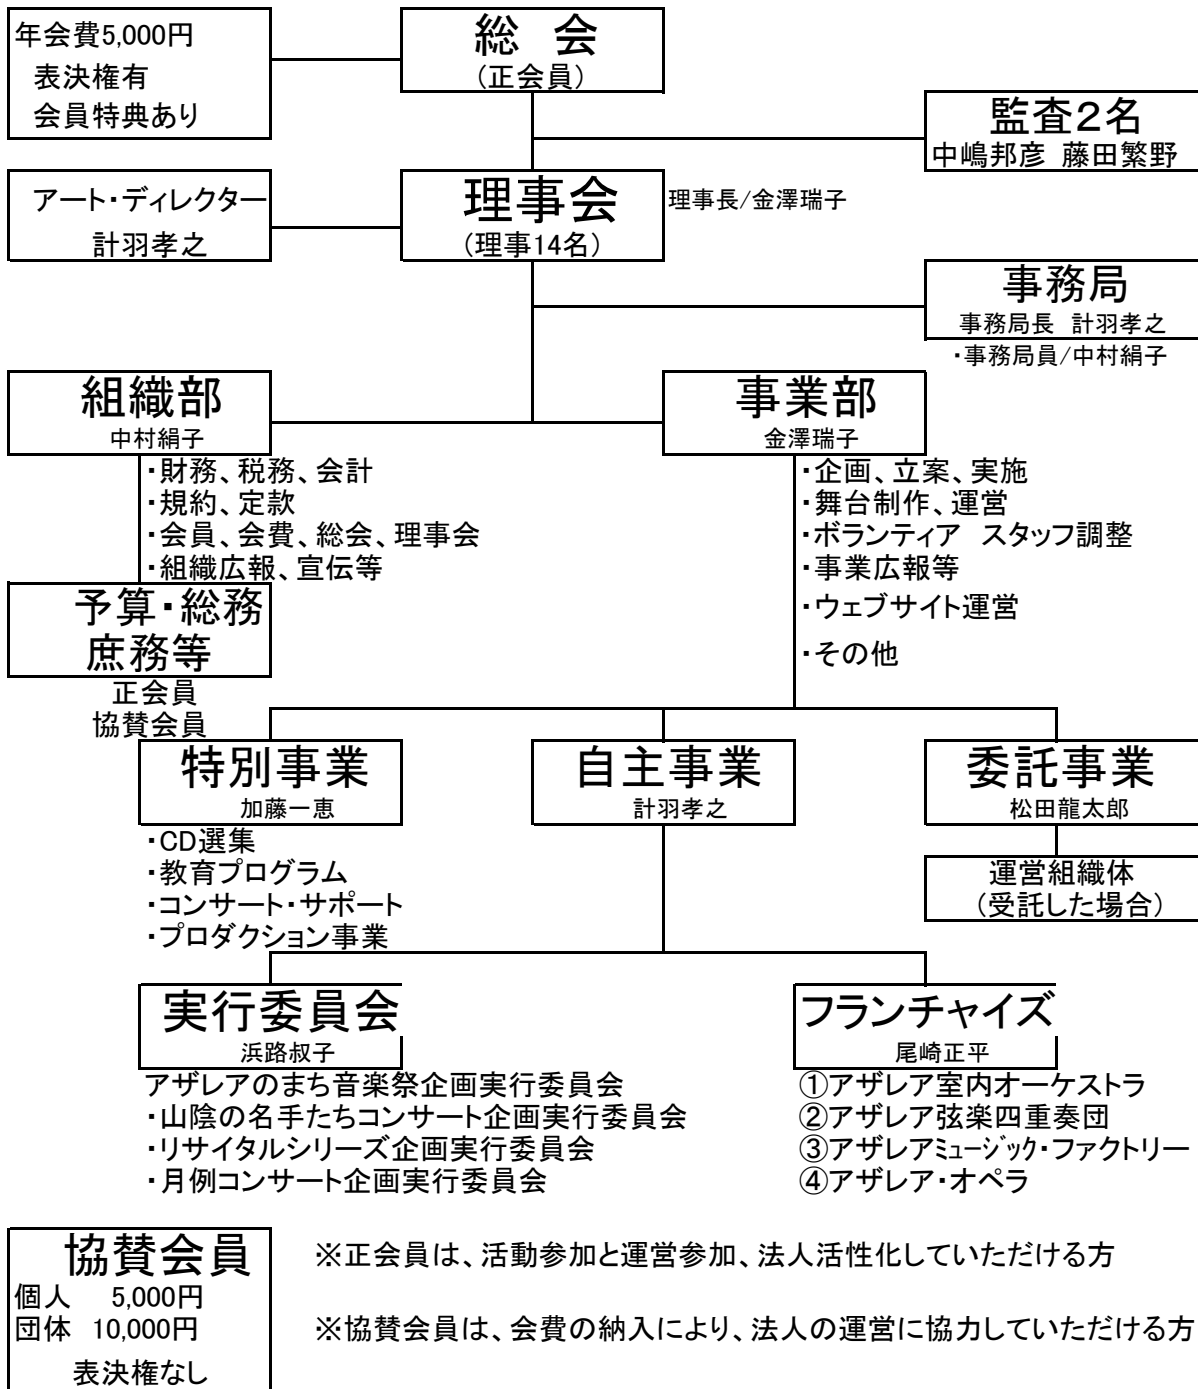 年会費5,000円
表決権有
会員特典あり
総　会
(正会員)
監査2名
中嶋邦彦 藤田繁野
アート・ディレクター
計羽孝之
理事会
(理事14名)
理事長/金澤瑞子
事務局
事務局長 計羽孝之
・事務局員/中村絹子
組織部
中村絹子
・財務、税務、会計
・規約、定款
・会員、会費、総会、理事会
・組織広報、宣伝等
予算・総務
庶務等
正会員
協賛会員
事業部
金澤瑞子
・企画、立案、実施
・舞台制作、運営
・ボランティア　スタッフ調整
・事業広報等
・ウェブサイト運営
・その他
特別事業
加藤一恵
・CD選集
・教育プログラム
・コンサート・サポート
・プロダクション事業
自主事業
計羽孝之
委託事業
松田龍太郎
運営組織体
(受託した場合)
実行委員会
浜路叔子
アザレアのまち音楽祭企画実行委員会
・山陰の名手たちコンサート企画実行委員会
・リサイタルシリーズ企画実行委員会
・月例コンサート企画実行委員会
フランチャイズ
尾崎正平
①アザレア室内オーケストラ
②アザレア弦楽四重奏団
③アザレアミュージック・ファクトリー
④アザレア・オペラ
協賛会員
個人　5,000円
団体 10,000円
表決権なし
※正会員は、活動参加と運営参加、法人活性化していただける方
※協賛会員は、会費の納入により、法人の運営に協力していただける方